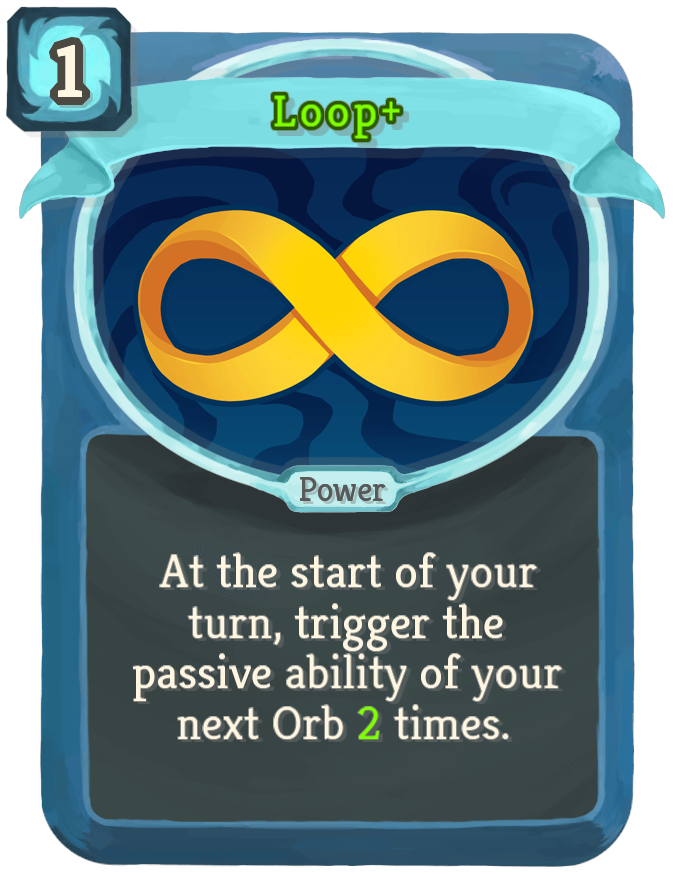 1
Loop+
Power
At the start of your
turn, trigger the
passive ability of your
next Orb 2 times.